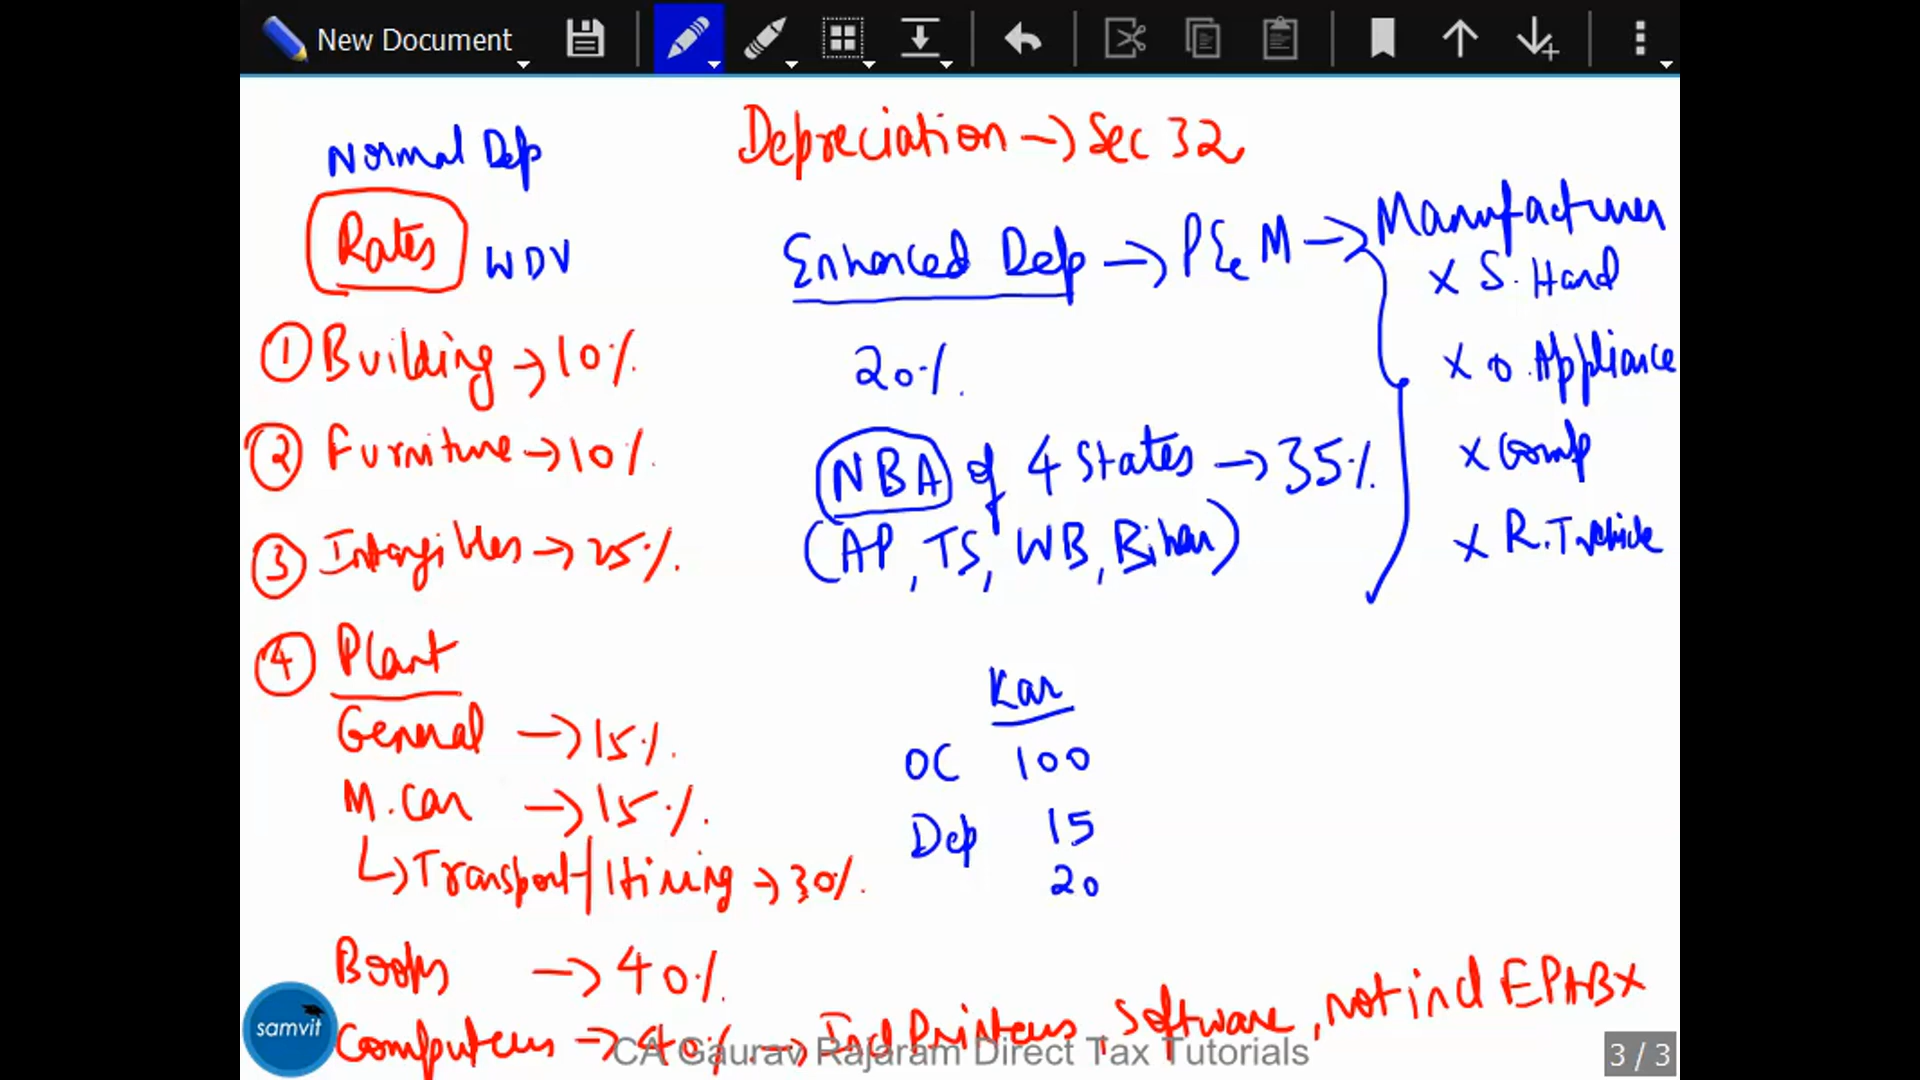 New Document
Depreciation → Sec 32
Normal Dep
Rates WDV
① Building → 10%
② Furniture → 10%
③ Intangibles → 25%
④ Plant
General → 15%
M. Car → 15%
↳ Transport/Hiring → 30%
Books → 40%
Computers → 40% → Incl Printers, Software, not incl EPABX
Enhanced Dep → P & M → Manufacturer
x S. Hand
x O. Appliance
x Comp
x R.T vehicle
20%
NBA of 4 States → 35%
(AP, TS, WB, Bihar)
Kar
OC 100
Dep 15
20
samvit
CA Gaurav Rajaram Direct Tax Tutorials
3 / 3